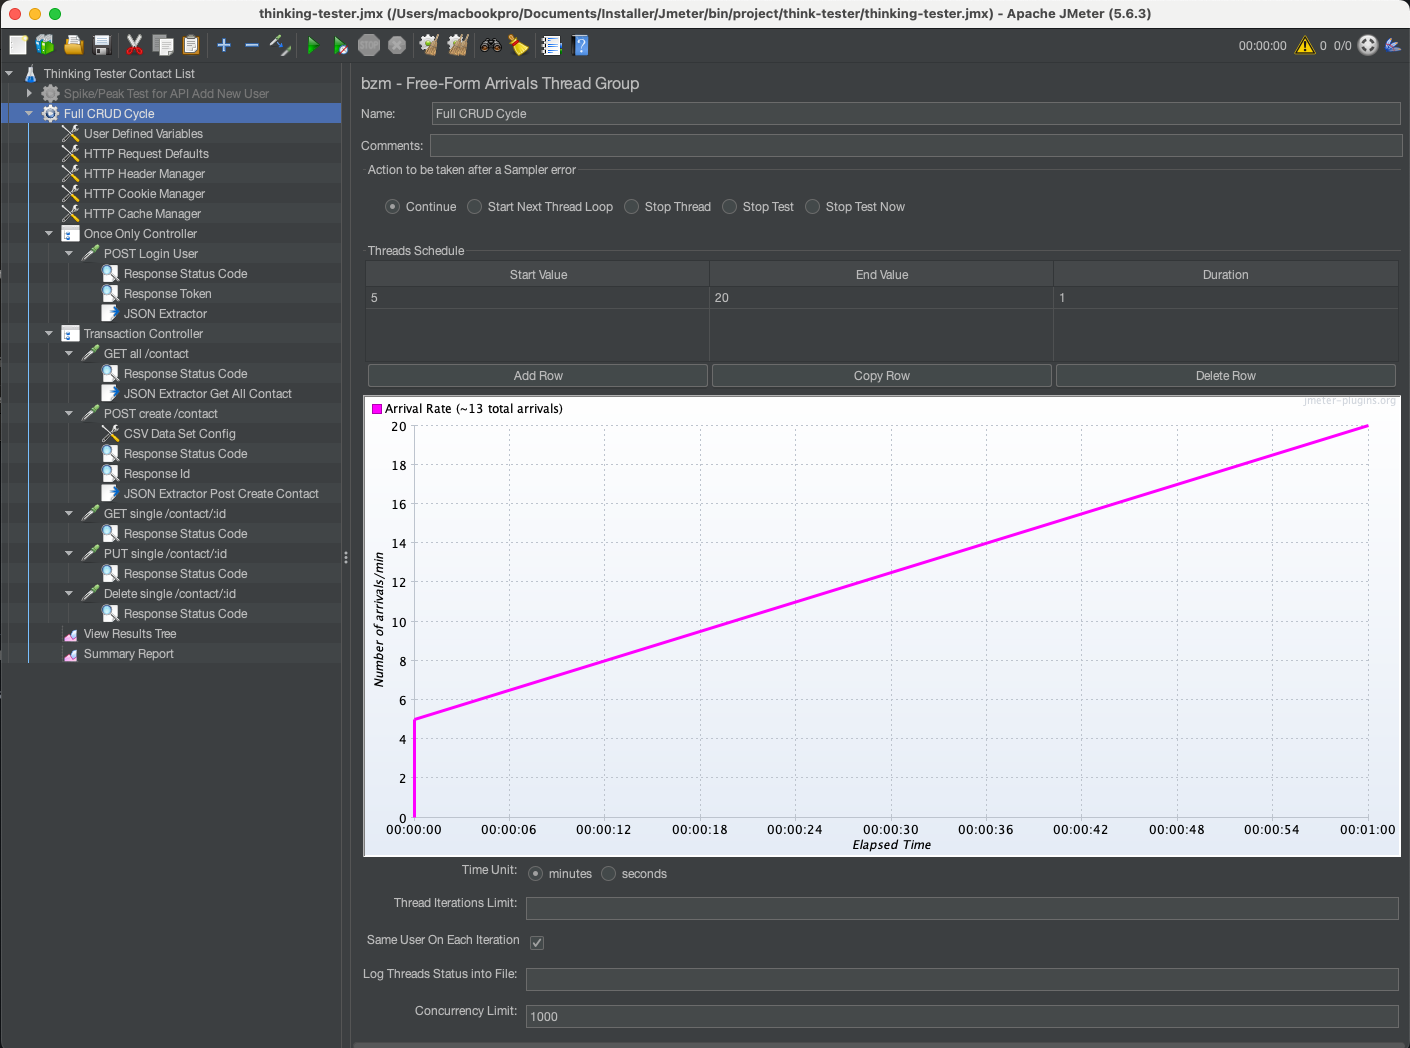 thinking-tester.jmx (/Users/macbookpro/Documents/Installer/Jmeter/bin/project/think-tester/thinking-tester.jmx) - Apache JMeter (5.6.3)
STOP
?
00:00:00
0
0/0
Thinking Tester Contact List
Spike/Peak Test for API Add New User
Full CRUD Cycle
User Defined Variables
HTTP Request Defaults
HTTP Header Manager
HTTP Cookie Manager
HTTP Cache Manager
Once Only Controller
POST Login User
Response Status Code
Response Token
JSON Extractor
Transaction Controller
GET all /contact
Response Status Code
JSON Extractor Get All Contact
POST create /contact
CSV Data Set Config
Response Status Code
Response Id
JSON Extractor Post Create Contact
GET single /contact/:id
Response Status Code
PUT single /contact/:id
Response Status Code
Delete single /contact/:id
Response Status Code
View Results Tree
Summary Report
bzm - Free-Form Arrivals Thread Group
Name: Full CRUD Cycle
Comments:
Action to be taken after a Sampler error
Continue Start Next Thread Loop Stop Thread Stop Test Stop Test Now
Threads Schedule
Start Value End Value Duration
5 20 1
Add Row Copy Row Delete Row
Arrival Rate (~13 total arrivals)
jmeter-plugins.org
20
18
16
14
12
10
8
6
4
2
0
Number of arrivals/min
00:00:00 00:00:06 00:00:12 00:00:18 00:00:24 00:00:30 00:00:36 00:00:42 00:00:48 00:00:54 00:01:00
Elapsed Time
Time Unit: minutes seconds
Thread Iterations Limit:
Same User On Each Iteration
Log Threads Status into File:
Concurrency Limit: 1000